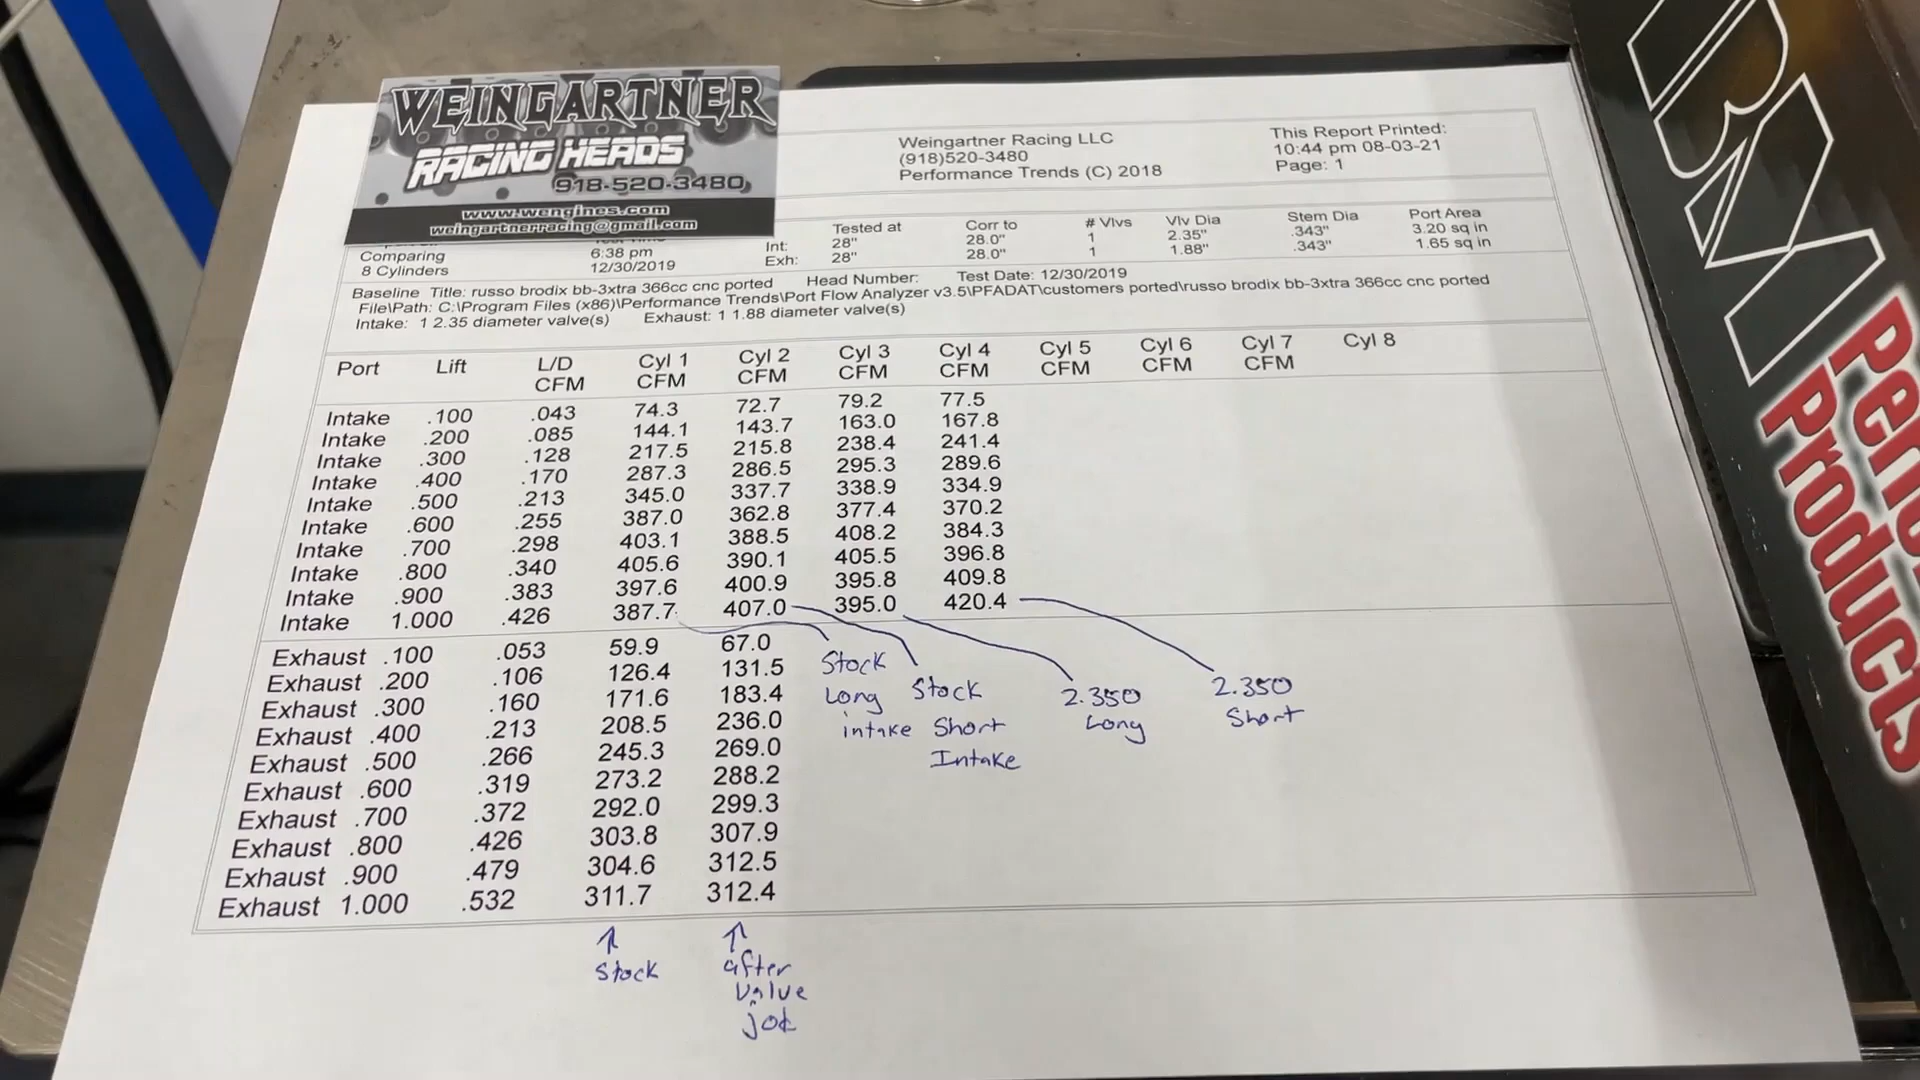 WEINGARTNER
RACING HEADS
918-520-3480
www.wengines.com
weingartnerracing@gmail.com
Weingartner Racing LLC
(918)520-3480
Performance Trends (C) 2018
This Report Printed:
10:44 pm 08-03-21
Page: 1
Comparing
8 Cylinders
6:38 pm
12/30/2019
Tested at Corr to # Vlvs Vlv Dia Stem Dia Port Area
Int: 28" 28.0" 1 2.35" .343" 3.20 sq in
Exh: 28" 28.0" 1 1.88" .343" 1.65 sq in
Baseline Title: russo brodix bb-3xtra 366cc cnc ported Head Number: Test Date: 12/30/2019
File\Path: C:\Program Files (x86)\Performance Trends\Port Flow Analyzer v3.5\PFADAT\customers ported\russo brodix bb-3xtra 366cc cnc ported
Intake: 1 2.35 diameter valve(s) Exhaust: 1 1.88 diameter valve(s)
Port Lift L/D Cyl 1 Cyl 2 Cyl 3 Cyl 4 Cyl 5 Cyl 6 Cyl 7 Cyl 8
CFM CFM CFM CFM CFM CFM CFM CFM
Intake .100 .043 74.3 72.7 79.2 77.5
Intake .200 .085 144.1 143.7 163.0 167.8
Intake .300 .128 217.5 215.8 238.4 241.4
Intake .400 .170 287.3 286.5 295.3 289.6
Intake .500 .213 345.0 337.7 338.9 334.9
Intake .600 .255 387.0 362.8 377.4 370.2
Intake .700 .298 403.1 388.5 408.2 384.3
Intake .800 .340 405.6 390.1 405.5 396.8
Intake .900 .383 397.6 400.9 395.8 409.8
Intake 1.000 .426 387.7 407.0 395.0 420.4
Exhaust .100 .053 59.9 67.0
Exhaust .200 .106 126.4 131.5
Exhaust .300 .160 171.6 183.4
Exhaust .400 .213 208.5 236.0
Exhaust .500 .266 245.3 269.0
Exhaust .600 .319 273.2 288.2
Exhaust .700 .372 292.0 299.3
Exhaust .800 .426 303.8 307.9
Exhaust .900 .479 304.6 312.5
Exhaust 1.000 .532 311.7 312.4
Stock
Long
intake
Stock
Short
Intake
2.350
Long
2.350
Short
Stock
after
value
job
Products